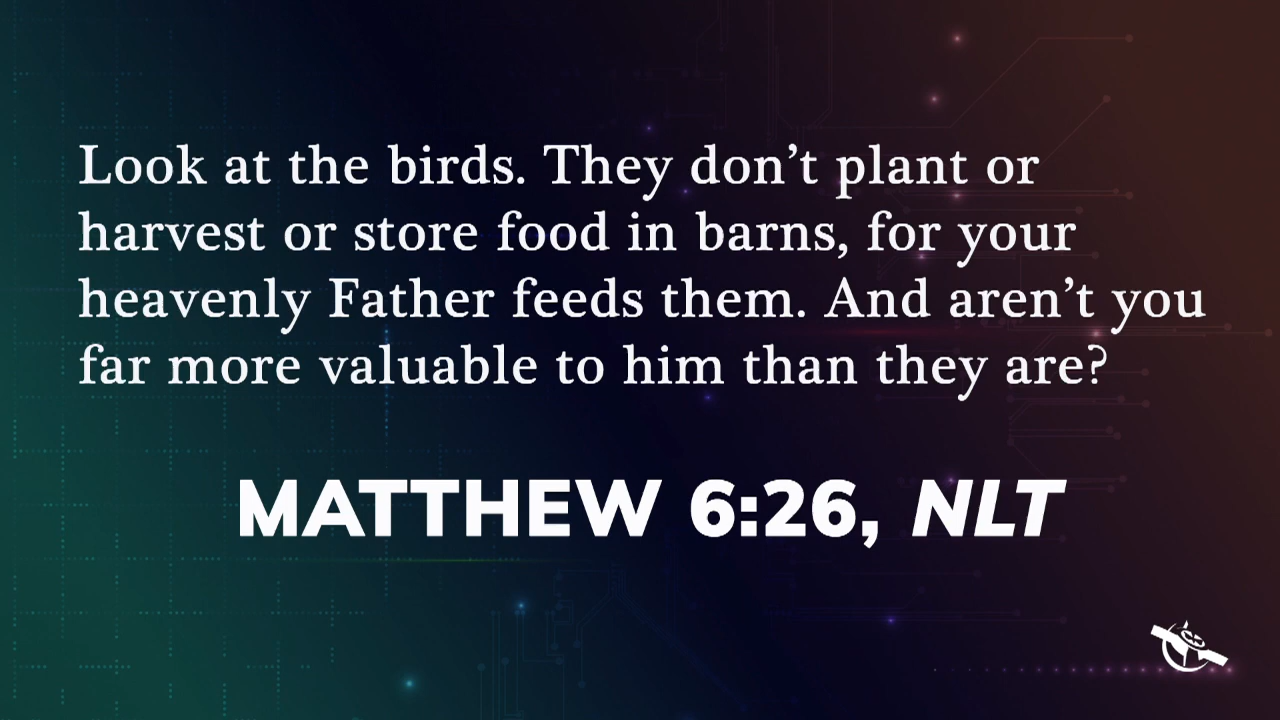 Look at the birds. They don’t plant or
harvest or store food in barns, for your
heavenly Father feeds them. And aren’t you
far more valuable to him than they are?
MATTHEW 6:26, NLT